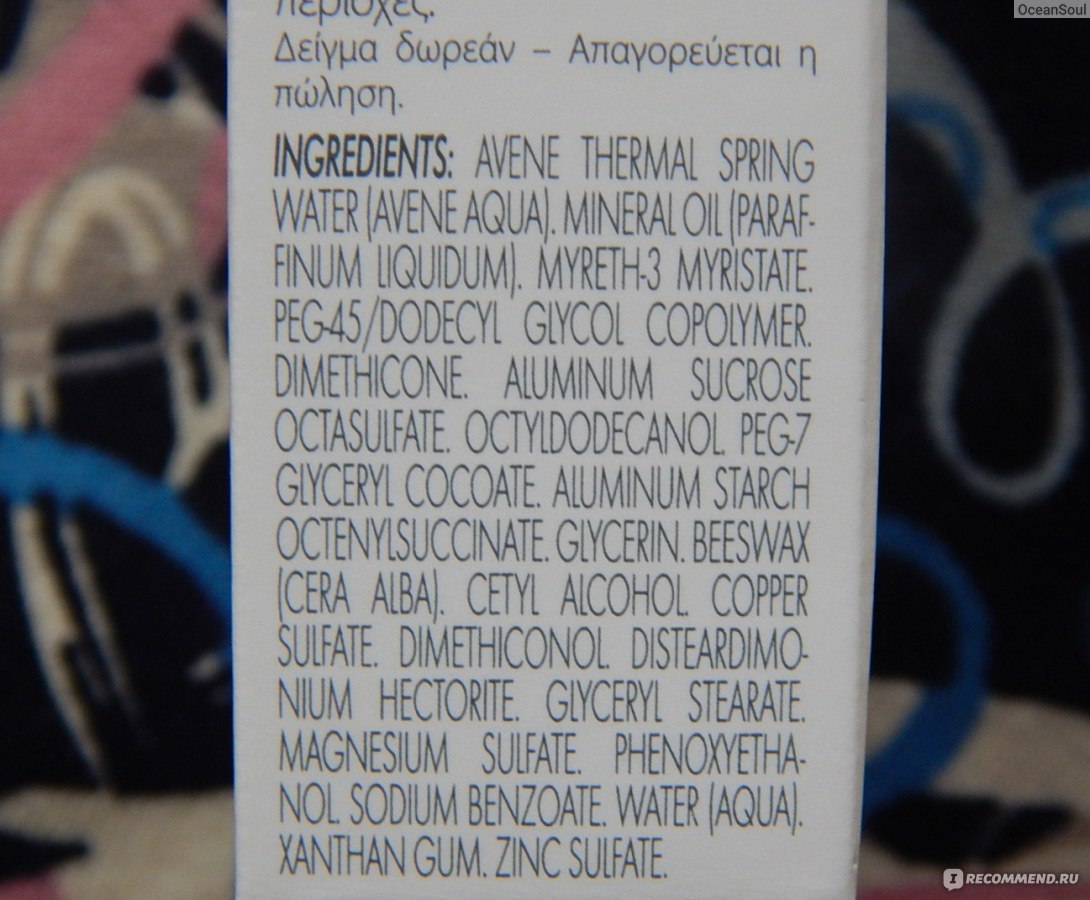 OceanSoul
περιοχές.
Δείγμα δωρεάν – Απαγορεύεται η
πώληση.
INGREDIENTS: AVENE THERMAL SPRING
WATER (AVENE AQUA). MINERAL OIL (PARAF-
FINUM LIQUIDUM). MYRETH-3 MYRISTATE.
PEG-45/DODECYL GLYCOL COPOLYMER.
DIMETHICONE. ALUMINUM SUCROSE
OCTASULFATE. OCTYLDODECANOL. PEG-7
GLYCERYL COCOATE. ALUMINUM STARCH
OCTENYLSUCCINATE. GLYCERIN. BEESWAX
(CERA ALBA). CETYL ALCOHOL. COPPER
SULFATE. DIMETHICONOL. DISTEARDIMO-
NIUM HECTORITE. GLYCERYL STEARATE.
MAGNESIUM SULFATE. PHENOXYETHA-
NOL. SODIUM BENZOATE. WATER (AQUA).
XANTHAN GUM. ZINC SULFATE.
IRECOMMEND.RU